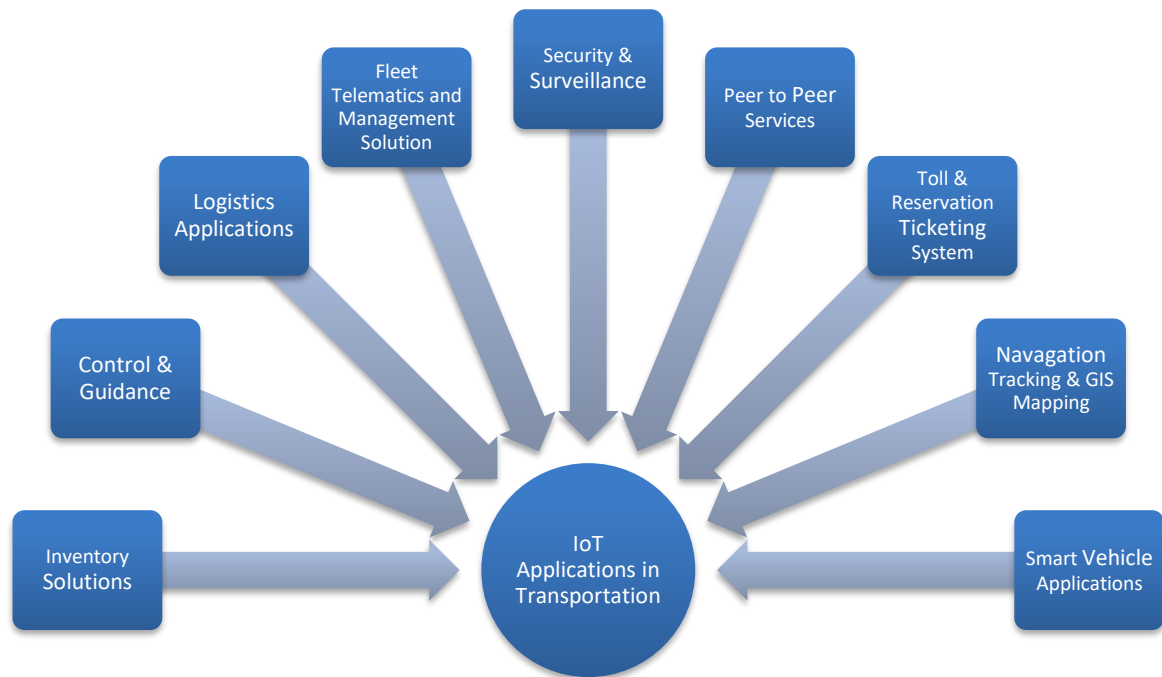 Security &
Surveillance
Fleet
Telematics and
Management
Solution
Peer to Peer
Services
Logistics
Applications
Toll &
Reservation
Ticketing
System
Control &
Guidance
Navagation
Tracking & GIS
Mapping
Inventory
Solutions
IoT
Applications in
Transportation
Smart Vehicle
Applications